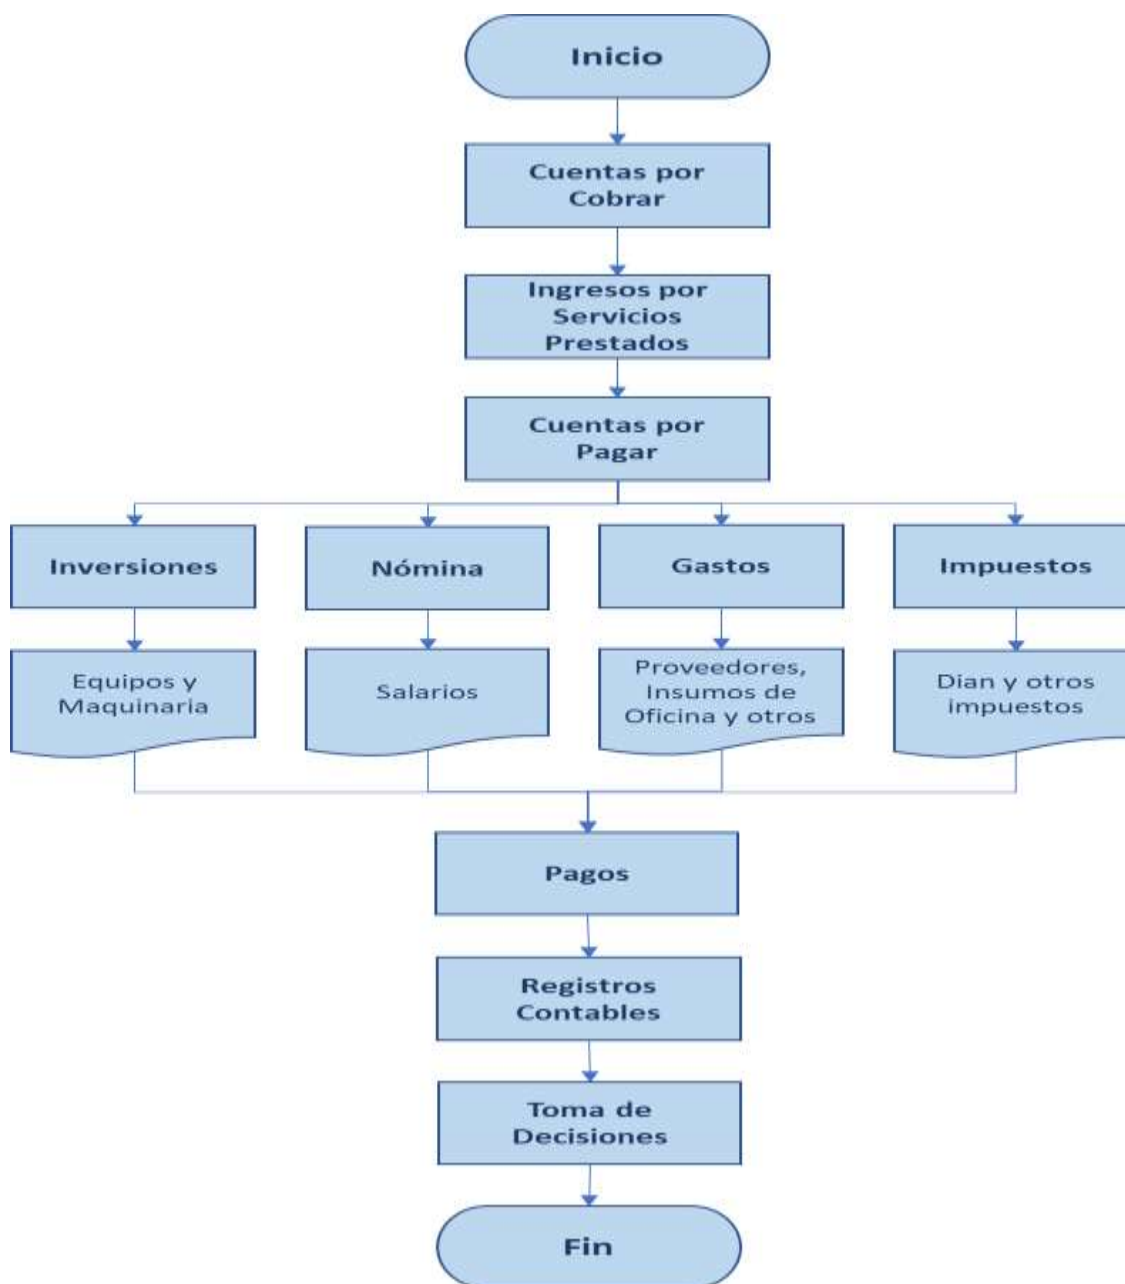 Inicio
Cuentas por
Cobrar
Ingresos por
Servicios
Prestados
Cuentas por
Pagar
Inversiones
Nómina
Gastos
Impuestos
Equipos y
Maquinaria
Salarios
Proveedores,
Insumos de
Oficina y otros
Dian y otros
impuestos
Pagos
Registros
Contables
Toma de
Decisiones
Fin